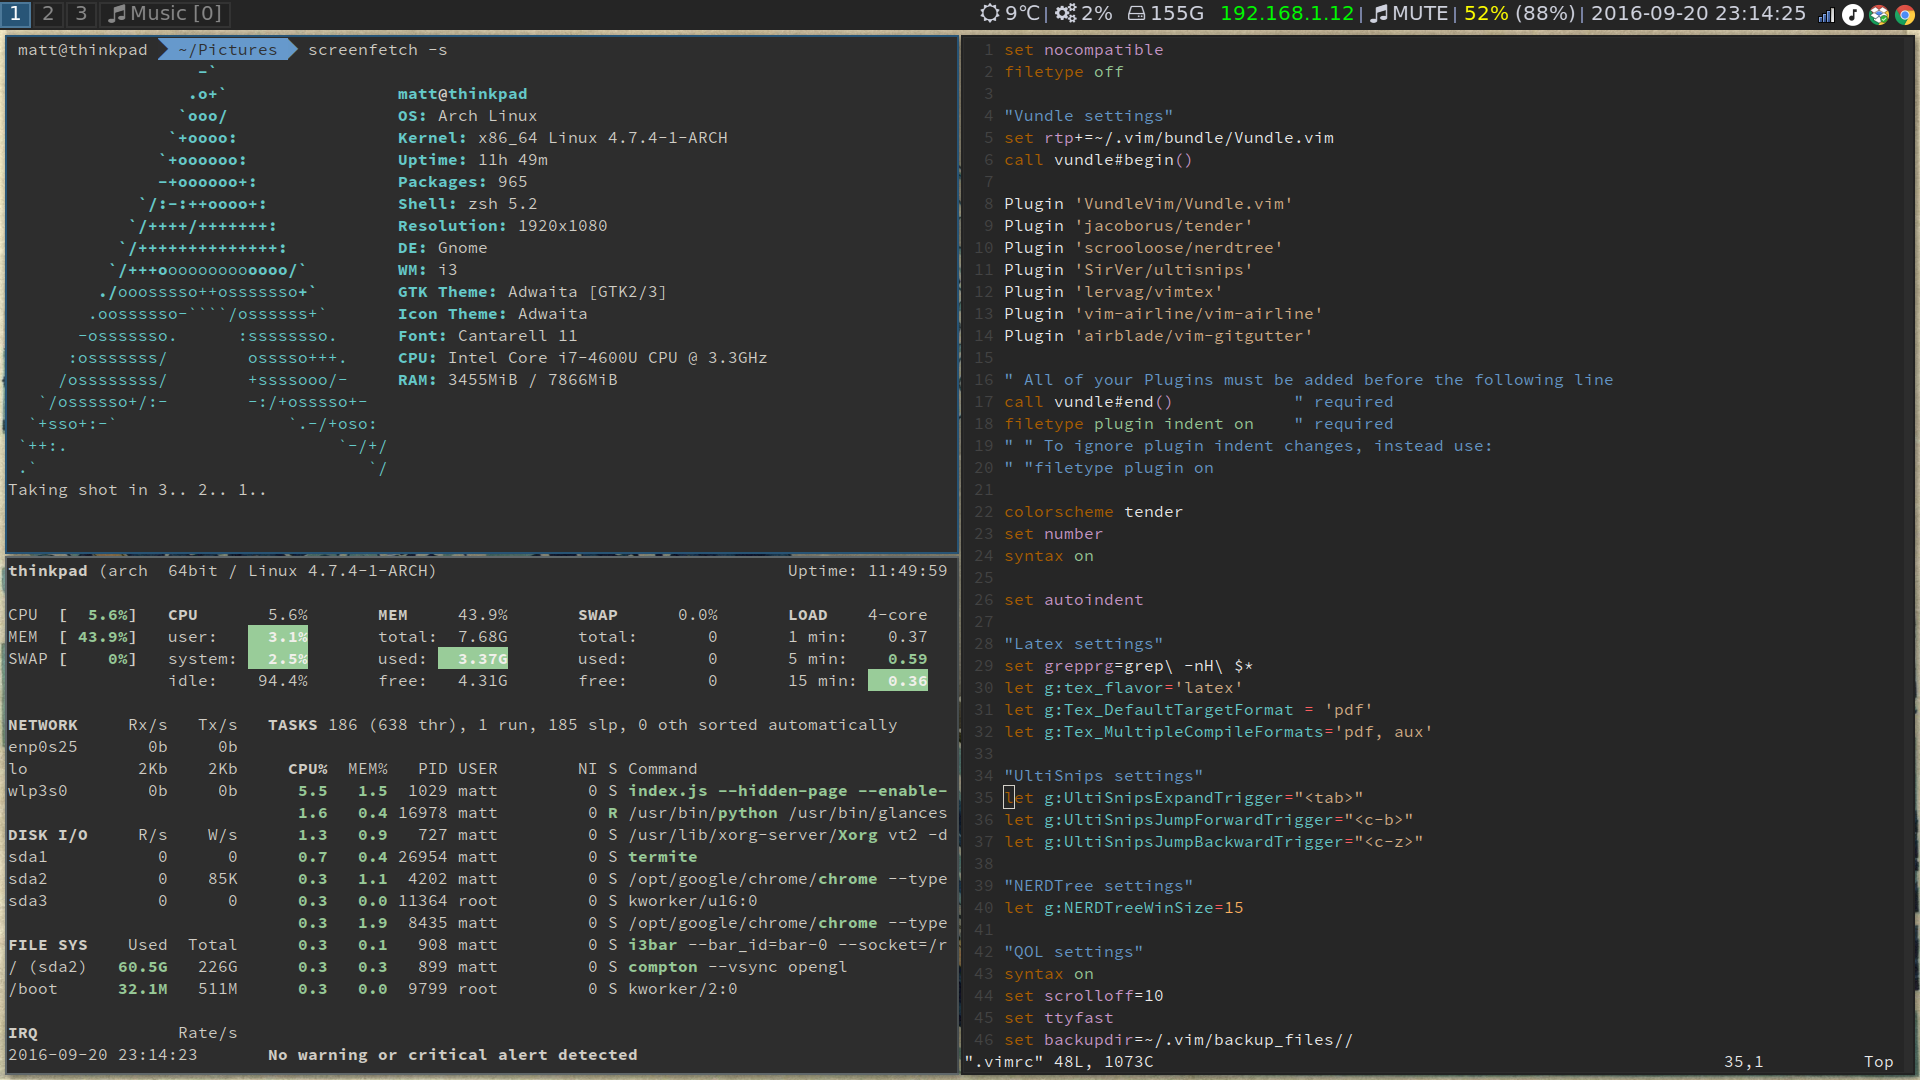 1 2 3 Music [0] 9℃| 2% 155G 192.168.1.12| MUTE| 52% (88%)| 2016-09-20 23:14:25
matt@thinkpad ~/Pictures screenfetch -s
-`
.o+` matt@thinkpad
`ooo/ OS: Arch Linux
`+oooo: Kernel: x86_64 Linux 4.7.4-1-ARCH
`+oooooo: Uptime: 11h 49m
-+oooooo+: Packages: 965
`/:-:++oooo+: Shell: zsh 5.2
`/++++/+++++++: Resolution: 1920x1080
`/++++++++++++++: DE: Gnome
`/+++ooooooooooooo/` WM: i3
./ooosssso++osssssso+` GTK Theme: Adwaita [GTK2/3]
.oossssso-````/ossssss+` Icon Theme: Adwaita
-osssssso. :ssssssso. Font: Cantarell 11
:osssssss/ osssso+++. CPU: Intel Core i7-4600U CPU @ 3.3GHz
/ossssssss/ +ssssooo/- RAM: 3455MiB / 7866MiB
`/ossssso+/:- -:/+osssso+-
`+sso+:-` `.-/+oso:
`++:. `-/+/
.` `/
Taking shot in 3.. 2.. 1..
thinkpad (arch  64bit / Linux 4.7.4-1-ARCH) Uptime: 11:49:59
CPU [ 5.6%] CPU 5.6% MEM 43.9% SWAP 0.0% LOAD 4-core
MEM [ 43.9%] user: 3.1% total: 7.68G total: 0 1 min: 0.37
SWAP [ 0%] system: 2.5% used: 3.37G used: 0 5 min: 0.59
idle: 94.4% free: 4.31G free: 0 15 min: 0.36
NETWORK Rx/s Tx/s TASKS 186 (638 thr), 1 run, 185 slp, 0 oth sorted automatically
enp0s25 0b 0b
lo 2Kb 2Kb CPU% MEM% PID USER NI S Command
wlp3s0 0b 0b 5.5 1.5 1029 matt 0 S index.js --hidden-page --enable-
1.6 0.4 16978 matt 0 R /usr/bin/python /usr/bin/glances
DISK I/O R/s W/s 1.3 0.9 727 matt 0 S /usr/lib/xorg-server/Xorg vt2 -d
sda1 0 0 0.7 0.4 26954 matt 0 S termite
sda2 0 85K 0.3 1.1 4202 matt 0 S /opt/google/chrome/chrome --type
sda3 0 0 0.3 0.0 11364 root 0 S kworker/u16:0
0.3 1.9 8435 matt 0 S /opt/google/chrome/chrome --type
FILE SYS Used Total 0.3 0.1 908 matt 0 S i3bar --bar_id=bar-0 --socket=/r
/ (sda2) 60.5G 226G 0.3 0.3 899 matt 0 S compton --vsync opengl
/boot 32.1M 511M 0.3 0.0 9799 root 0 S kworker/2:0
IRQ Rate/s
2016-09-20 23:14:23 No warning or critical alert detected
1 set nocompatible
2 filetype off
3
4 "Vundle settings"
5 set rtp+=~/.vim/bundle/Vundle.vim
6 call vundle#begin()
7
8 Plugin 'VundleVim/Vundle.vim'
9 Plugin 'jacoborus/tender'
10 Plugin 'scrooloose/nerdtree'
11 Plugin 'SirVer/ultisnips'
12 Plugin 'lervag/vimtex'
13 Plugin 'vim-airline/vim-airline'
14 Plugin 'airblade/vim-gitgutter'
15
16 " All of your Plugins must be added before the following line
17 call vundle#end() " required
18 filetype plugin indent on " required
19 " " To ignore plugin indent changes, instead use:
20 " "filetype plugin on
21
22 colorscheme tender
23 set number
24 syntax on
25
26 set autoindent
27
28 "Latex settings"
29 set grepprg=grep\ -nH\ $*
30 let g:tex_flavor='latex'
31 let g:Tex_DefaultTargetFormat = 'pdf'
32 let g:Tex_MultipleCompileFormats='pdf, aux'
33
34 "UltiSnips settings"
35 let g:UltiSnipsExpandTrigger="<tab>"
36 let g:UltiSnipsJumpForwardTrigger="<c-b>"
37 let g:UltiSnipsJumpBackwardTrigger="<c-z>"
38
39 "NERDTree settings"
40 let g:NERDTreeWinSize=15
41
42 "QOL settings"
43 syntax on
44 set scrolloff=10
45 set ttyfast
46 set backupdir=~/.vim/backup_files//
".vimrc" 48L, 1073C 35,1 Top